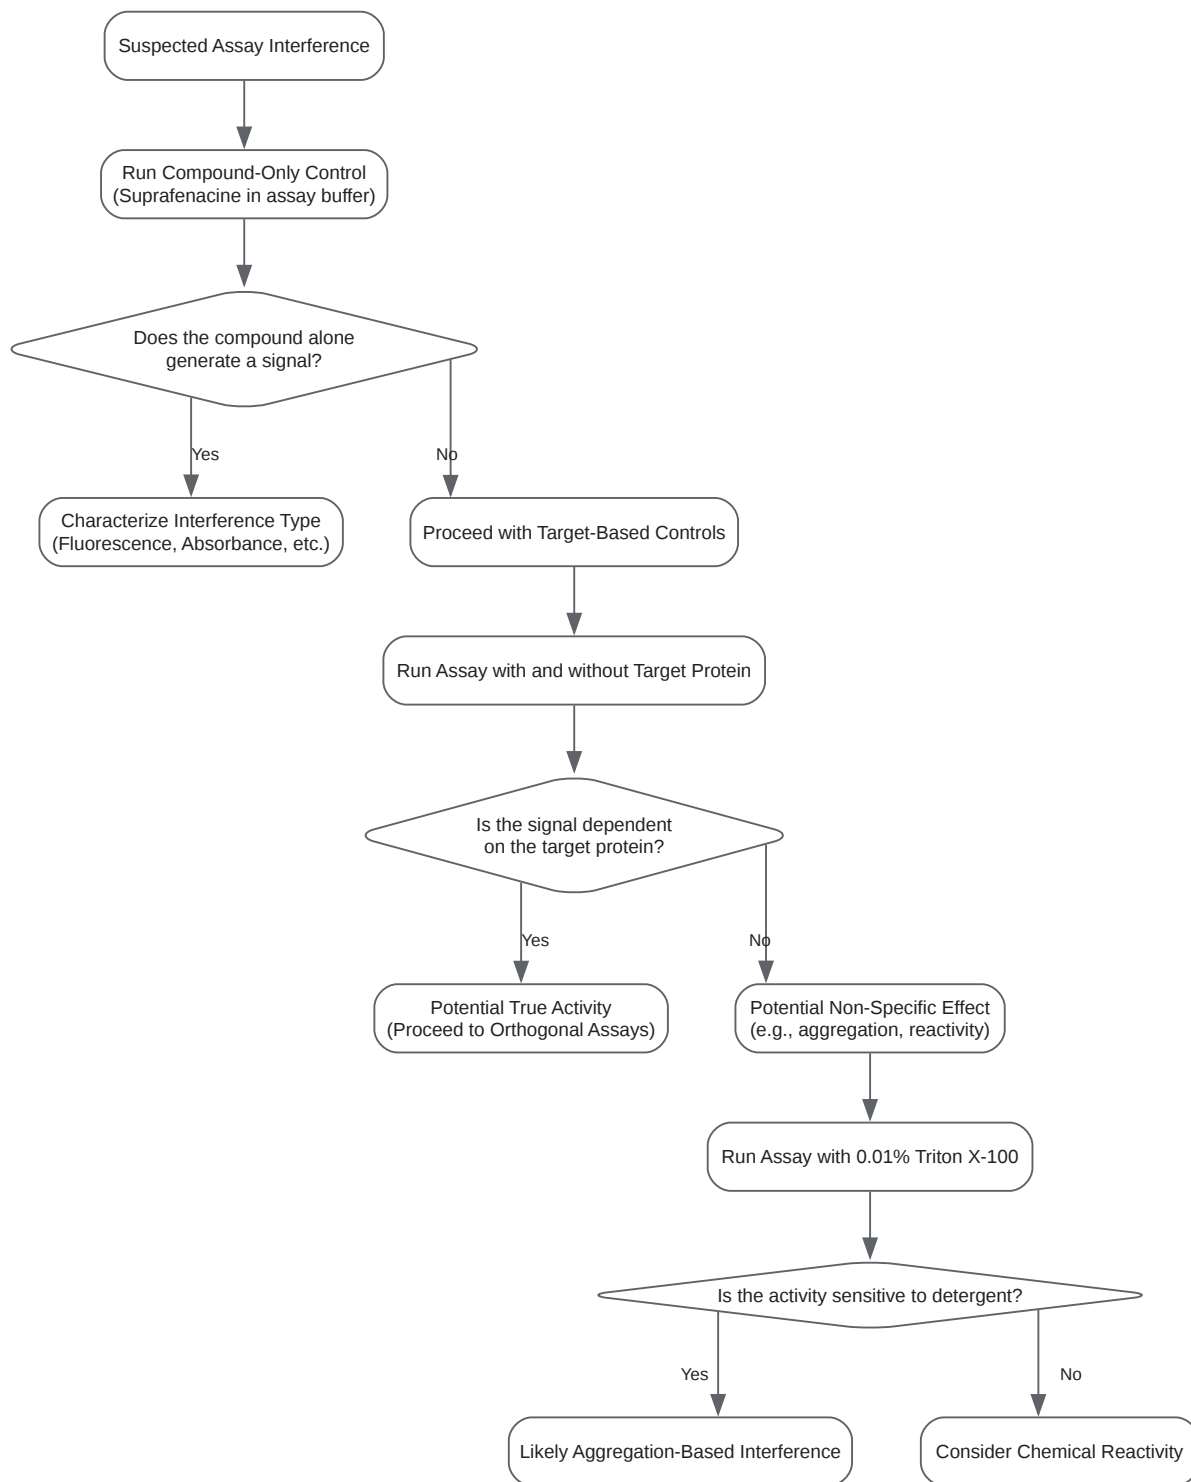 Suspected Assay Interference
Run Compound-Only Control
(Suprafenacine in assay buffer)
Does the compound alone
generate a signal?
Yes
No
Characterize Interference Type
(Fluorescence, Absorbance, etc.)
Proceed with Target-Based Controls
Run Assay with and without Target Protein
Is the signal dependent
on the target protein?
Yes
No
Potential True Activity
(Proceed to Orthogonal Assays)
Potential Non-Specific Effect
(e.g., aggregation, reactivity)
Run Assay with 0.01% Triton X-100
Is the activity sensitive to detergent?
Yes
No
Likely Aggregation-Based Interference
Consider Chemical Reactivity